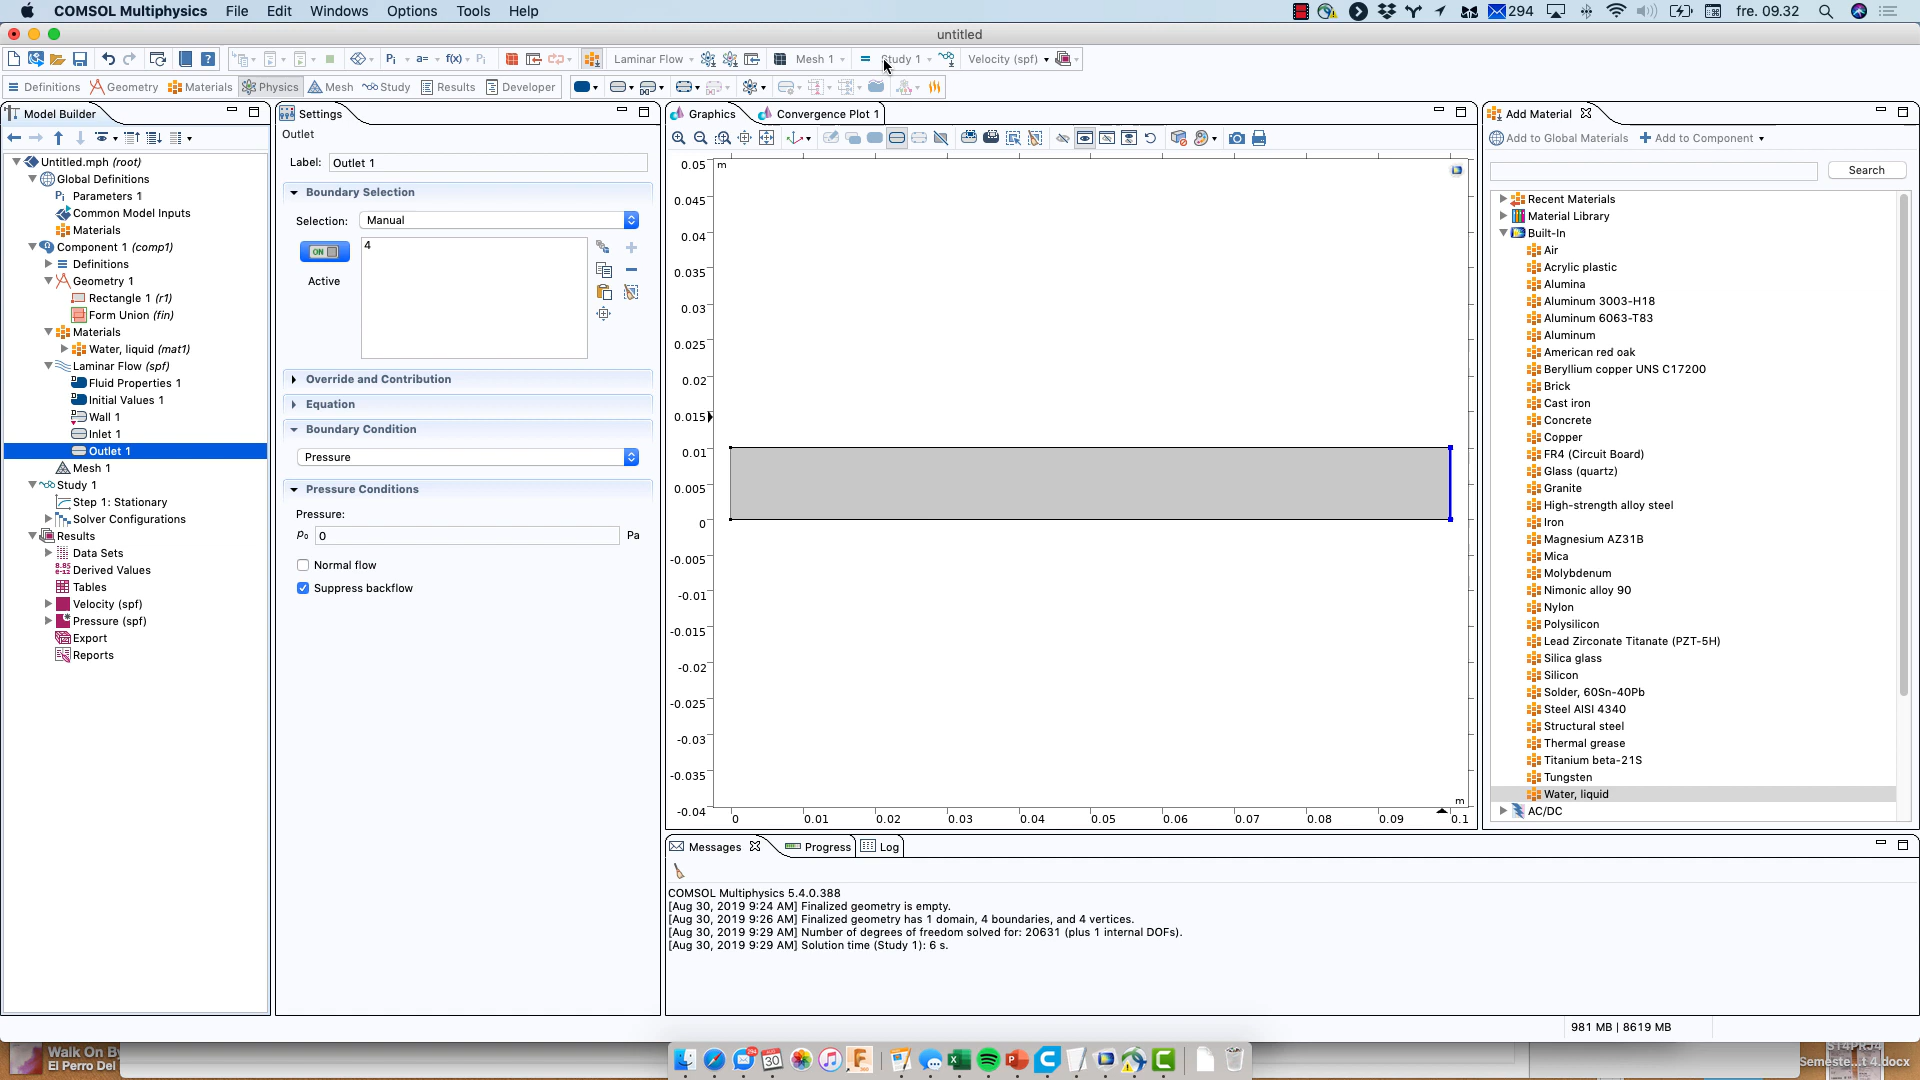 COMSOL Multiphysics File Edit Windows Options Tools Help
294 fre. 09.32
untitled
Pi a= f(x) Pi Laminar Flow Mesh 1 Study 1 Velocity (spf)
Definitions Geometry Materials Physics Mesh Study Results Developer
Model Builder
Untitled.mph (root)
Global Definitions
Pi Parameters 1
Common Model Inputs
Materials
Component 1 (comp1)
Definitions
Geometry 1
Rectangle 1 (r1)
Form Union (fin)
Materials
Water, liquid (mat1)
Laminar Flow (spf)
Fluid Properties 1
Initial Values 1
Wall 1
Inlet 1
Outlet 1
Mesh 1
Study 1
Step 1: Stationary
Solver Configurations
Results
Data Sets
Derived Values
Tables
Velocity (spf)
Pressure (spf)
Export
Reports
Settings
Outlet
Label: Outlet 1
Boundary Selection
Selection: Manual
ON
Active
4
Override and Contribution
Equation
Boundary Condition
Pressure
Pressure Conditions
Pressure:
p₀ 0 Pa
Normal flow
Suppress backflow
Graphics Convergence Plot 1
m
0.05
0.045
0.04
0.035
0.03
0.025
0.02
0.015
0.01
0.005
0
-0.005
-0.01
-0.015
-0.02
-0.025
-0.03
-0.035
-0.04
m
0 0.01 0.02 0.03 0.04 0.05 0.06 0.07 0.08 0.09 0.1
Messages Progress Log
COMSOL Multiphysics 5.4.0.388
[Aug 30, 2019 9:24 AM] Finalized geometry is empty.
[Aug 30, 2019 9:26 AM] Finalized geometry has 1 domain, 4 boundaries, and 4 vertices.
[Aug 30, 2019 9:29 AM] Number of degrees of freedom solved for: 20631 (plus 1 internal DOFs).
[Aug 30, 2019 9:29 AM] Solution time (Study 1): 6 s.
Add Material
Add to Global Materials Add to Component
Search
Recent Materials
Material Library
Built-In
Air
Acrylic plastic
Alumina
Aluminum 3003-H18
Aluminum 6063-T83
Aluminum
American red oak
Beryllium copper UNS C17200
Brick
Cast iron
Concrete
Copper
FR4 (Circuit Board)
Glass (quartz)
Granite
High-strength alloy steel
Iron
Magnesium AZ31B
Mica
Molybdenum
Nimonic alloy 90
Nylon
Polysilicon
Lead Zirconate Titanate (PZT-5H)
Silica glass
Silicon
Solder, 60Sn-40Pb
Steel AISI 4340
Structural steel
Thermal grease
Titanium beta-21S
Tungsten
Water, liquid
AC/DC
981 MB | 8619 MB
Walk On By
El Perro Del
Semeste...t 4.docx